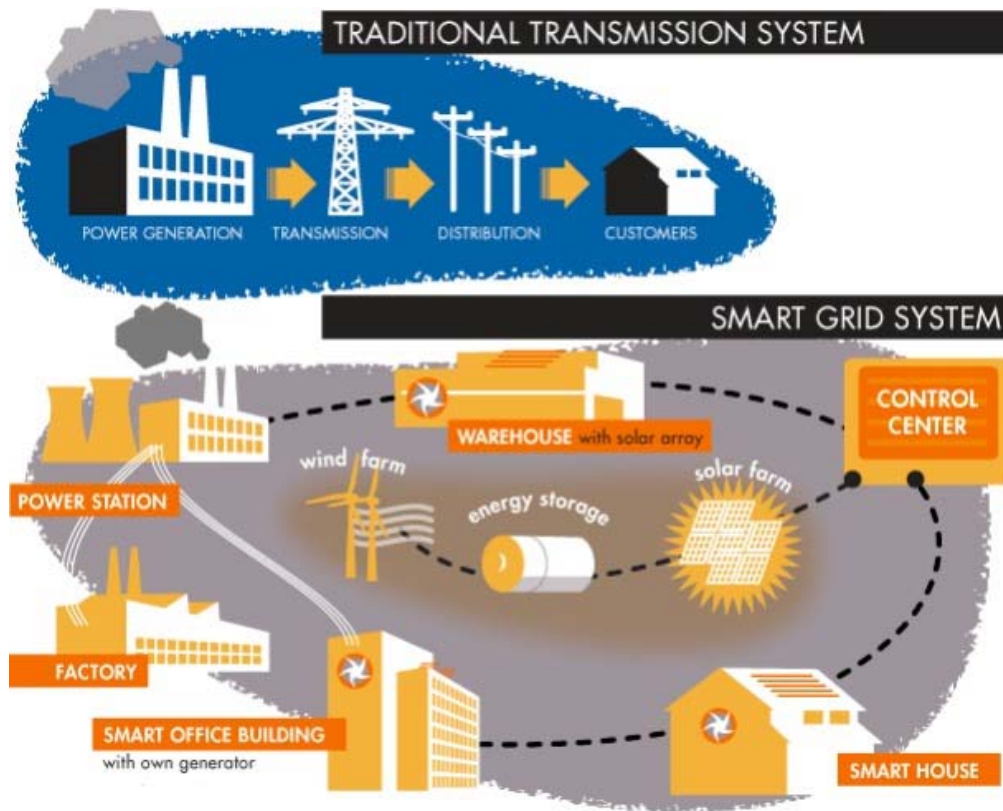 TRADITIONAL TRANSMISSION SYSTEM
POWER GENERATION
TRANSMISSION
DISTRIBUTION
CUSTOMERS
SMART GRID SYSTEM
CONTROL
CENTER
WAREHOUSE with solar array
wind farm
solar farm
energy storage
POWER STATION
FACTORY
SMART OFFICE BUILDING
with own generator
SMART HOUSE